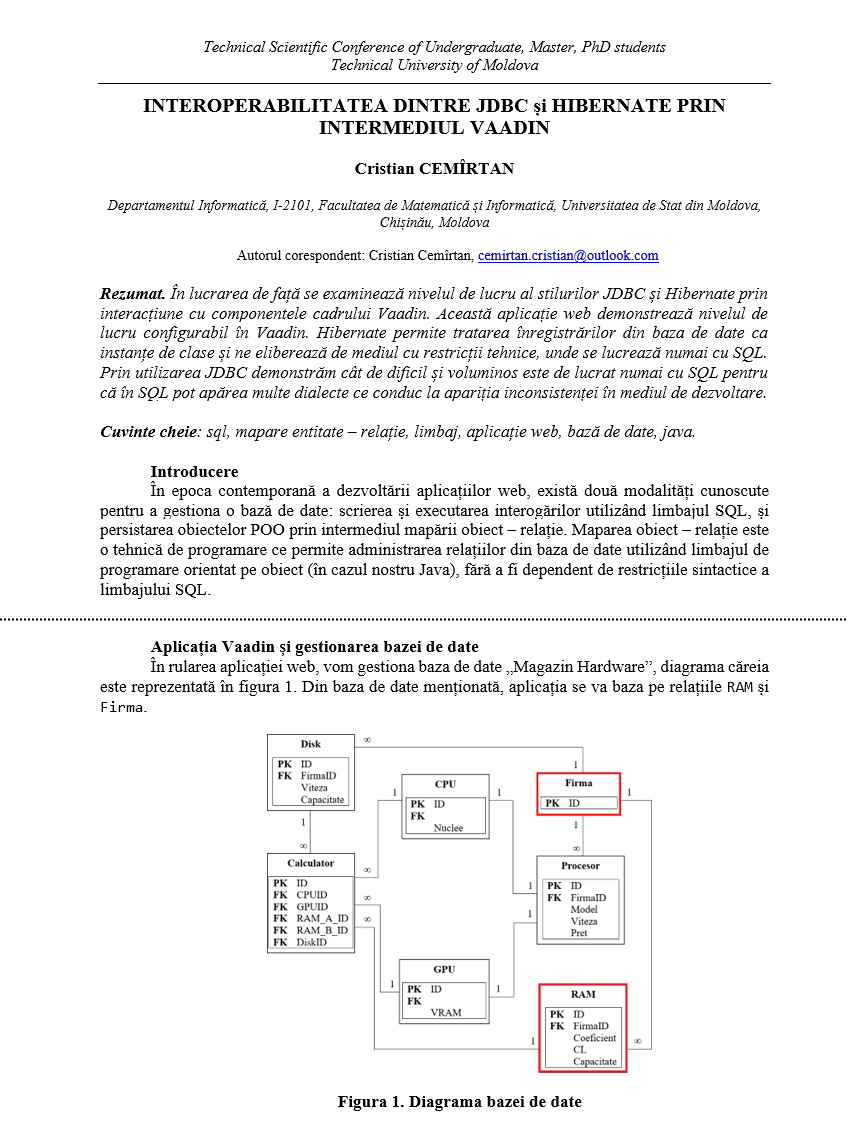 Technical Scientific Conference of Undergraduate, Master, PhD students
Technical University of Moldova
INTEROPERABILITATEA DINTRE JDBC și HIBERNATE PRIN
INTERMEDIUL VAADIN
Cristian CEMÎRTAN
Departamentul Informatică, I-2101, Facultatea de Matematică și Informatică, Universitatea de Stat din Moldova,
Chișinău, Moldova
Autorul corespondent: Cristian Cemîrtan, cemirtan.cristian@outlook.com
Rezumat. În lucrarea de față se examinează nivelul de lucru al stilurilor JDBC și Hibernate prin
interacțiune cu componentele cadrului Vaadin. Această aplicație web demonstrează nivelul de
lucru configurabil în Vaadin. Hibernate permite tratarea înregistrărilor din baza de date ca
instanțe de clase și ne eliberează de mediul cu restricții tehnice, unde se lucrează numai cu SQL.
Prin utilizarea JDBC demonstrăm cât de dificil și voluminos este de lucrat numai cu SQL pentru
că în SQL pot apărea multe dialecte ce conduc la apariția inconsistenței în mediul de dezvoltare.
Cuvinte cheie: sql, mapare entitate – relație, limbaj, aplicație web, bază de date, java.
Introducere
În epoca contemporană a dezvoltării aplicațiilor web, există două modalități cunoscute
pentru a gestiona o bază de date: scrierea și executarea interogărilor utilizând limbajul SQL, și
persistarea obiectelor POO prin intermediul mapării obiect – relație. Maparea obiect – relație este
o tehnică de programare ce permite administrarea relațiilor din baza de date utilizând limbajul de
programare orientat pe obiect (în cazul nostru Java), fără a fi dependent de restricțiile sintactice a
limbajului SQL.
Aplicația Vaadin și gestionarea bazei de date
În rularea aplicației web, vom gestiona baza de date „Magazin Hardware”, diagrama căreia
este reprezentată în figura 1. Din baza de date menționată, aplicația se va baza pe relațiile RAM și
Firma.
Disk
PK ID
FK FirmaID
Viteza
Capacitate
∞
1
1
∞
CPU
PK ID
FK
Nuclee
1
1
Firma
PK ID
1
1
∞
Calculator
PK ID
FK CPUID
FK GPUID
FK RAM_A_ID
FK RAM_B_ID
FK DiskID
∞
∞
∞
Procesor
PK ID
FK FirmaID
Model
Viteza
Pret
1
1
GPU
PK ID
FK
VRAM
1
1
RAM
PK ID
FK FirmaID
Coeficient
CL
Capacitate
1
∞
Figura 1. Diagrama bazei de date